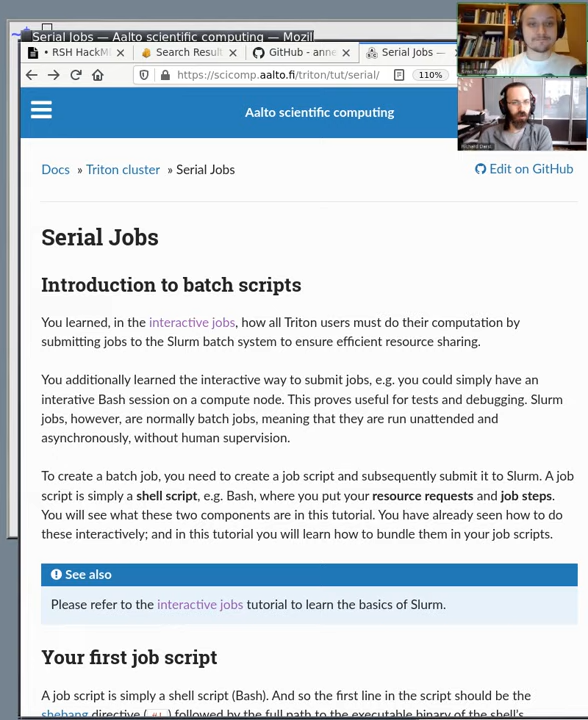 Serial Jobs — Aalto scientific computing — Mozil
• RSH HackM
Search Result
GitHub - anne
Serial Jobs —
https://scicomp.aalto.fi/triton/tut/serial/
110%
Aalto scientific computing
Docs » Triton cluster » Serial Jobs
Edit on GitHub
Serial Jobs
Introduction to batch scripts
You learned, in the interactive jobs, how all Triton users must do their computation by
submitting jobs to the Slurm batch system to ensure efficient resource sharing.
You additionally learned the interactive way to submit jobs, e.g. you could simply have an
interative Bash session on a compute node. This proves useful for tests and debugging. Slurm
jobs, however, are normally batch jobs, meaning that they are run unattended and
asynchronously, without human supervision.
To create a batch job, you need to create a job script and subsequently submit it to Slurm. A job
script is simply a shell script, e.g. Bash, where you put your resource requests and job steps.
You will see what these two components are in this tutorial. You have already seen how to do
these interactively; and in this tutorial you will learn how to bundle them in your job scripts.
See also
Please refer to the interactive jobs tutorial to learn the basics of Slurm.
Your first job script
A job script is simply a shell script (Bash). And so the first line in the script should be the
shebang directive (#!) followed by the full path to the executable binary of the shell's